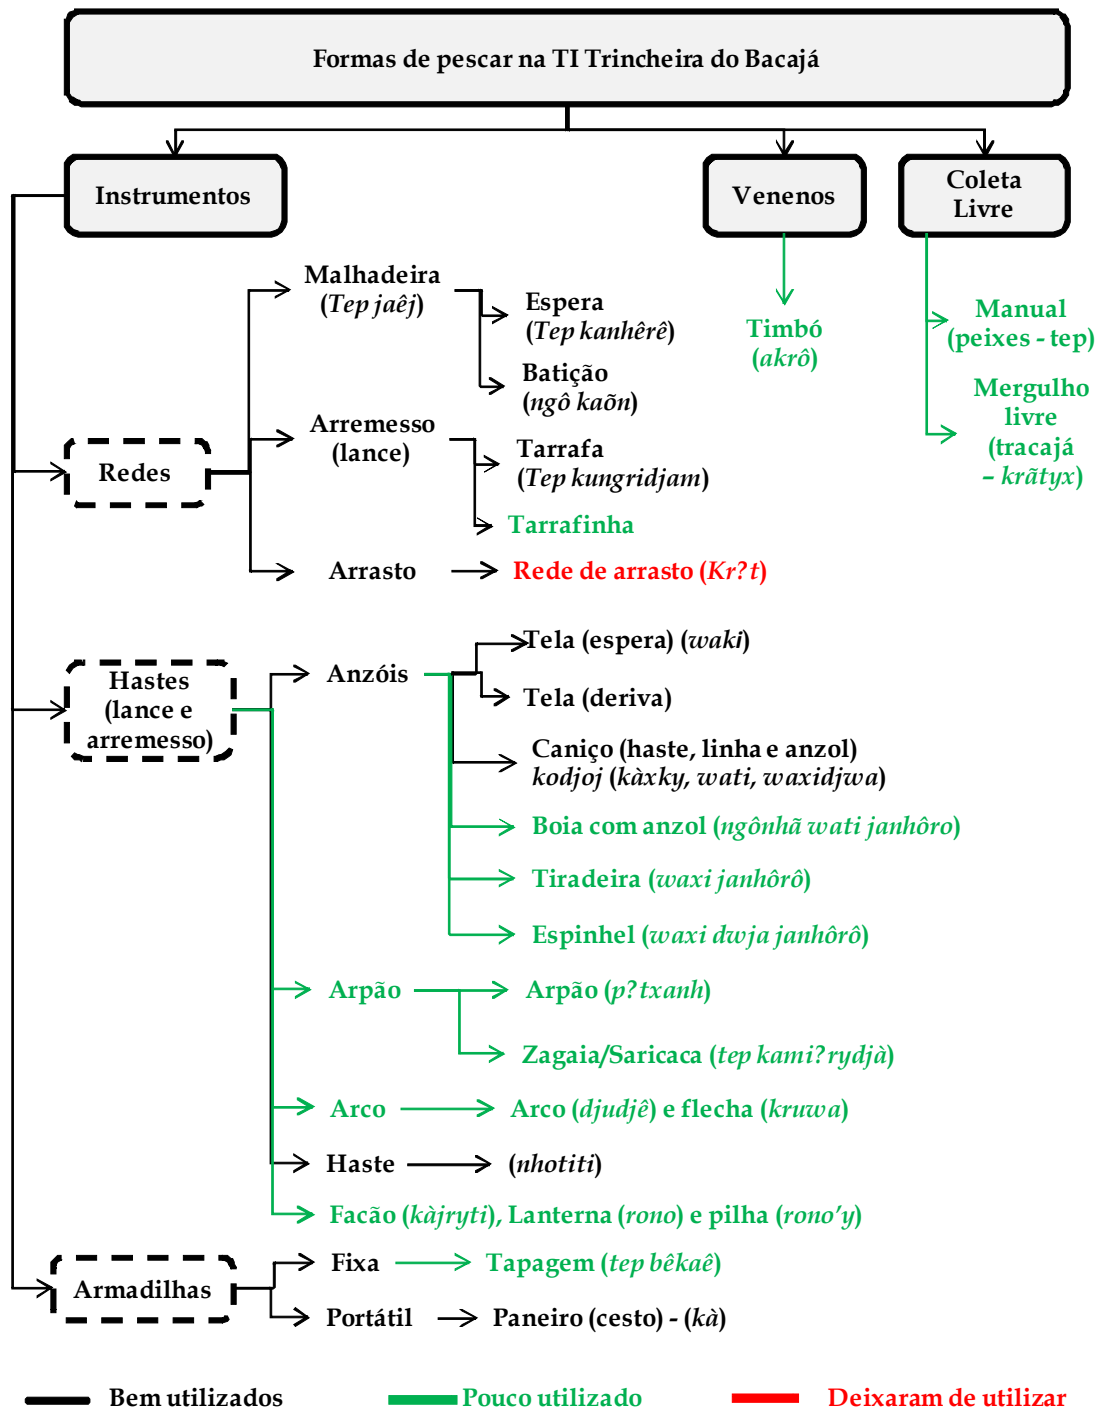 Formas de pescar na TI Trincheira do Bacajá
Instrumentos
Venenos
Coleta
Livre
Malhadeira
(Tep jaêj)
Espera
(Tep kanhêrê)
Batição
(ngô kaõn)
Timbó
(akrô)
Manual
(peixes - tep)
Mergulho
livre
(tracajá
– krãtyx)
Redes
Arremesso
(lance)
Tarrafa
(Tep kungridjam)
Tarrafinha
Arrasto
Rede de arrasto (Kr?t)
Hastes
(lance e
arremesso)
Anzóis
Tela (espera) (waki)
Tela (deriva)
Caniço (haste, linha e anzol)
kodjoj (kàxky, wati, waxidjwa)
Boia com anzol (ngônhã wati janhôro)
Tiradeira (waxi janhôrô)
Espinhel (waxi dwja janhôrô)
Arpão
Arpão (p?txanh)
Zagaia/Saricaca (tep kami?rydjà)
Arco
Arco (djudjê) e flecha (kruwa)
Haste
(nhotiti)
Facão (kàjryti), Lanterna (rono) e pilha (rono’y)
Armadilhas
Fixa
Tapagem (tep bêkaê)
Portátil
Paneiro (cesto) - (kà)
Bem utilizados
Pouco utilizado
Deixaram de utilizar